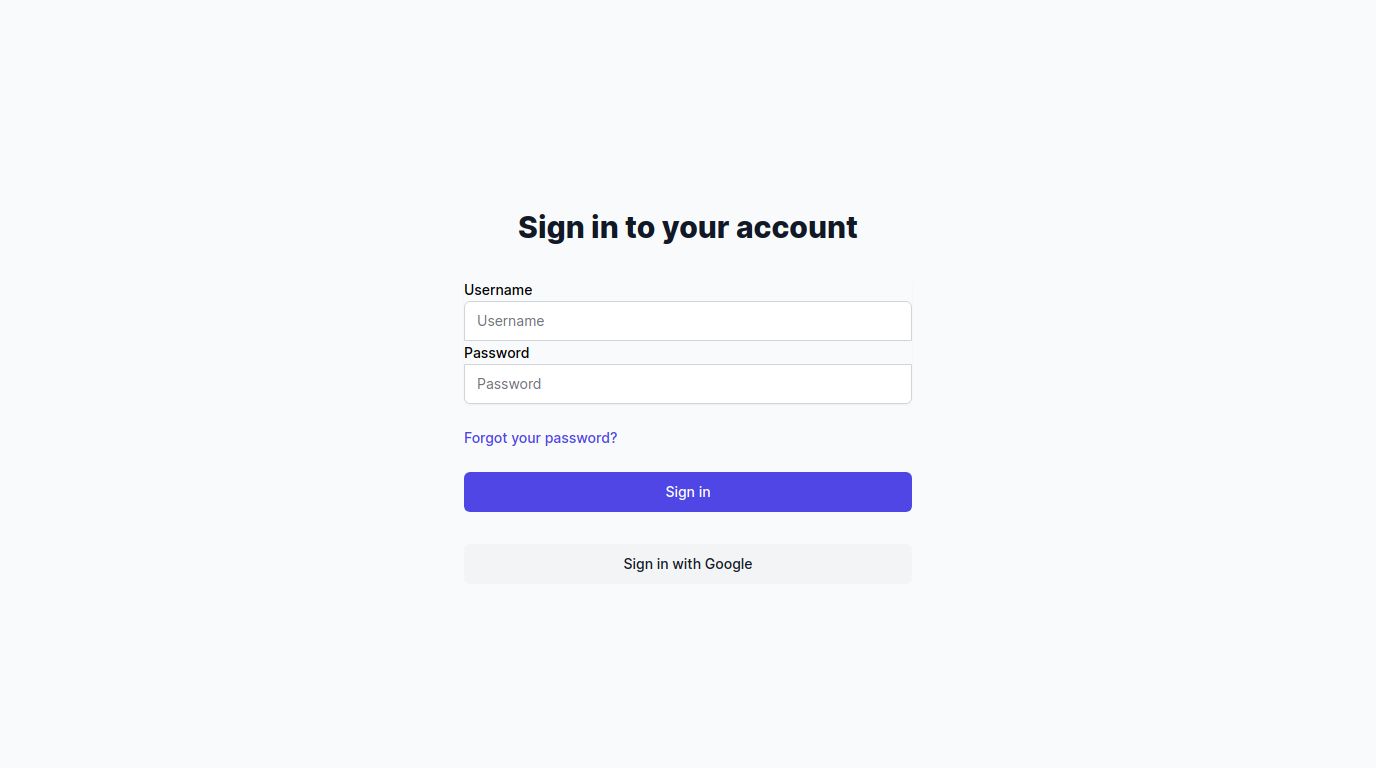 Sign in to your account
Username
Username
Password
Password
Forgot your password?
Sign in
Sign in with Google